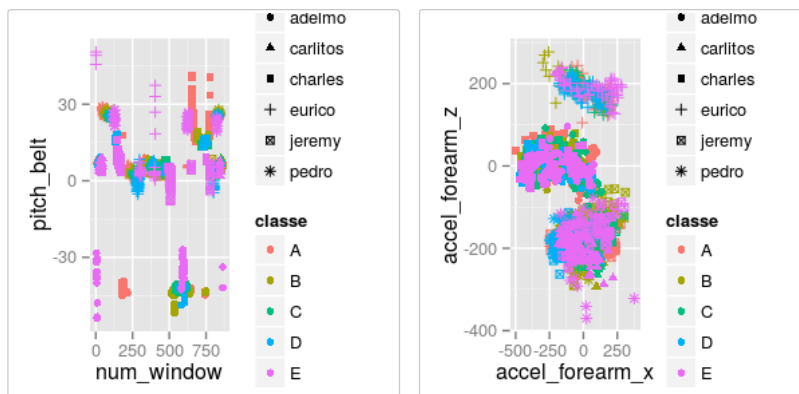 pitch_belt
30
0
-30
0
250
500
750
num_window
adelmo
carlitos
charles
eurico
jeremy
pedro
classe
A
B
C
D
E
accel_forearm_z
200
0
-200
-400
-500
-250
0
250
accel_forearm_x
adelmo
carlitos
charles
eurico
jeremy
pedro
classe
A
B
C
D
E